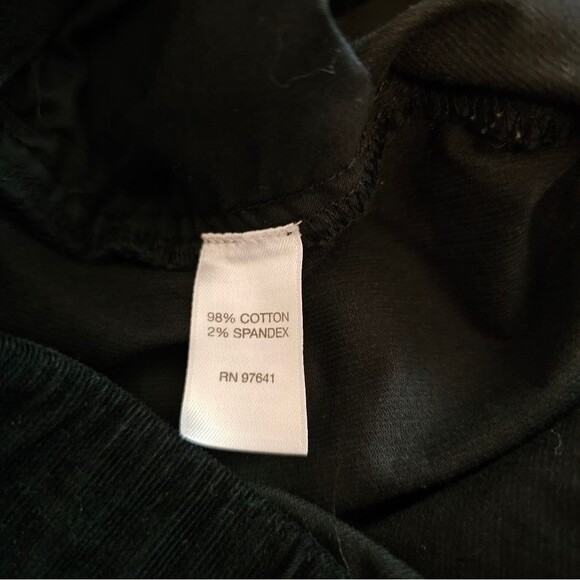 98% COTTON
2% SPANDEX
RN 97641